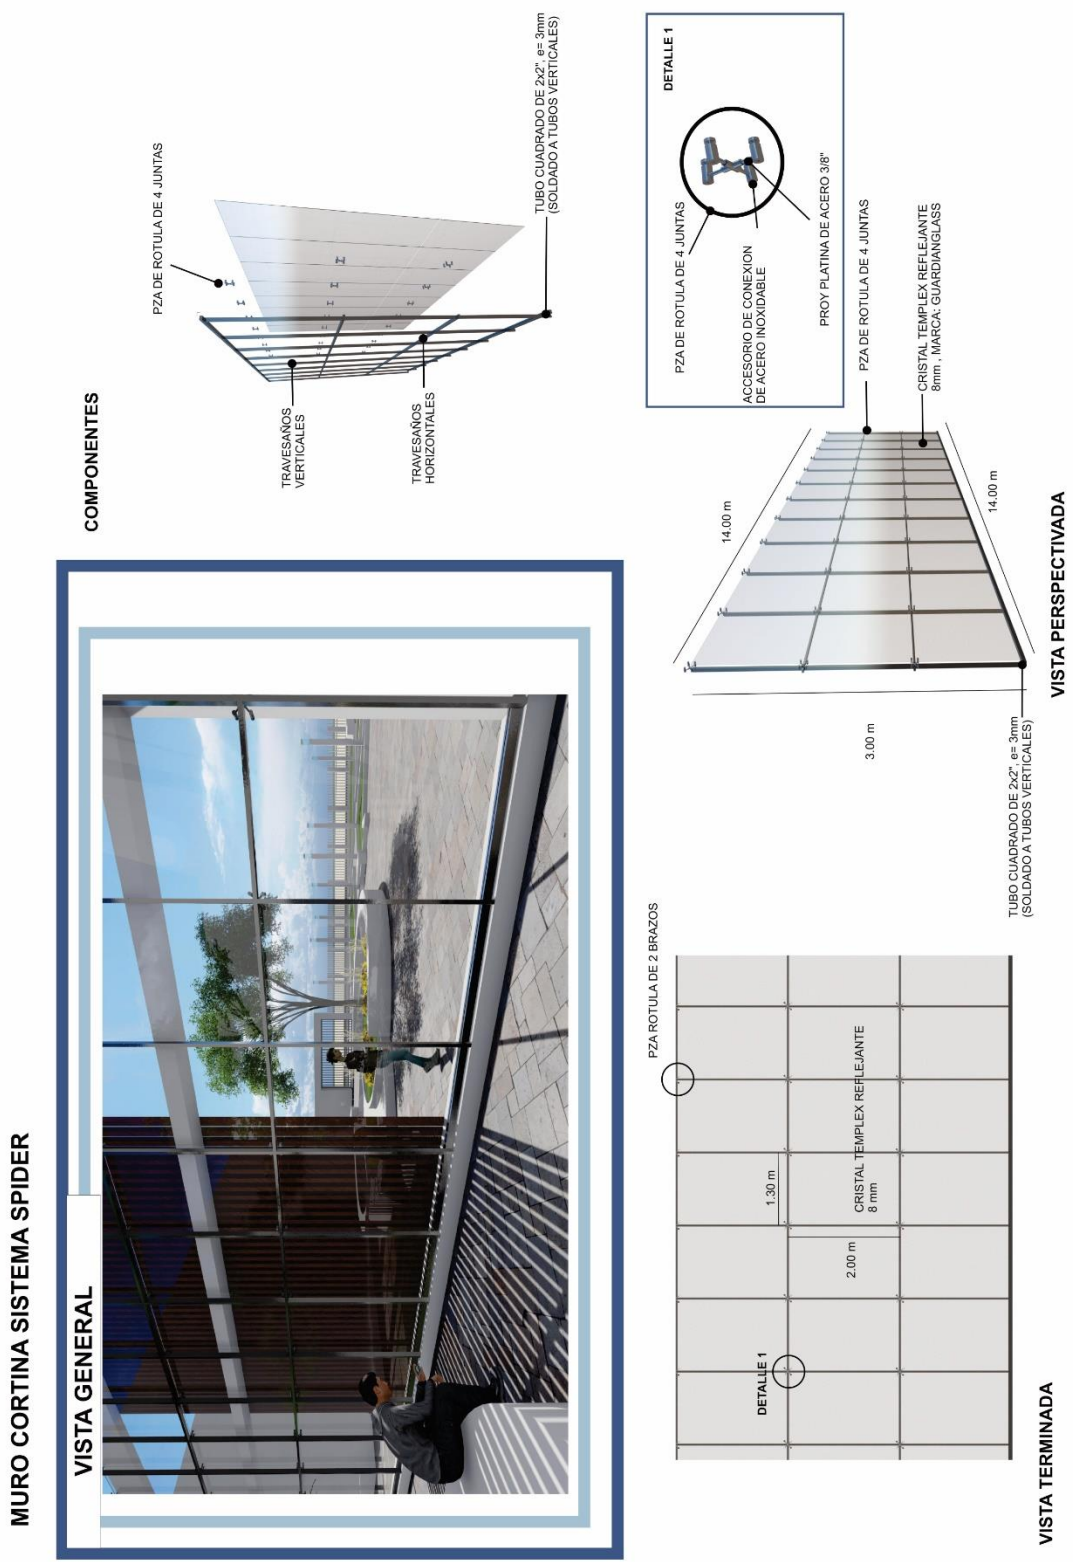 MURO CORTINA SISTEMA SPIDER
VISTA GENERAL
COMPONENTES
PZA DE ROTULA DE 4 JUNTAS
TRAVESAÑOS
VERTICALES
TRAVESAÑOS
HORIZONTALES
TUBO CUADRADO DE 2x2", e= 3mm
(SOLDADO A TUBOS VERTICALES)
PZA ROTULA DE 2 BRAZOS
DETALLE 1
1.30 m
2.00 m
CRISTAL TEMPLEX REFLEJANTE
8 mm
VISTA TERMINADA
DETALLE 1
PZA DE ROTULA DE 4 JUNTAS
ACCESORIO DE CONEXION
DE ACERO INOXIDABLE
PROY PLATINA DE ACERO 3/8"
14.00 m
PZA DE ROTULA DE 4 JUNTAS
3.00 m
CRISTAL TEMPLEX REFLEJANTE
8mm , MARCA: GUARDIANGLASS
14.00 m
TUBO CUADRADO DE 2x2", e= 3mm
(SOLDADO A TUBOS VERTICALES)
VISTA PERSPECTIVADA